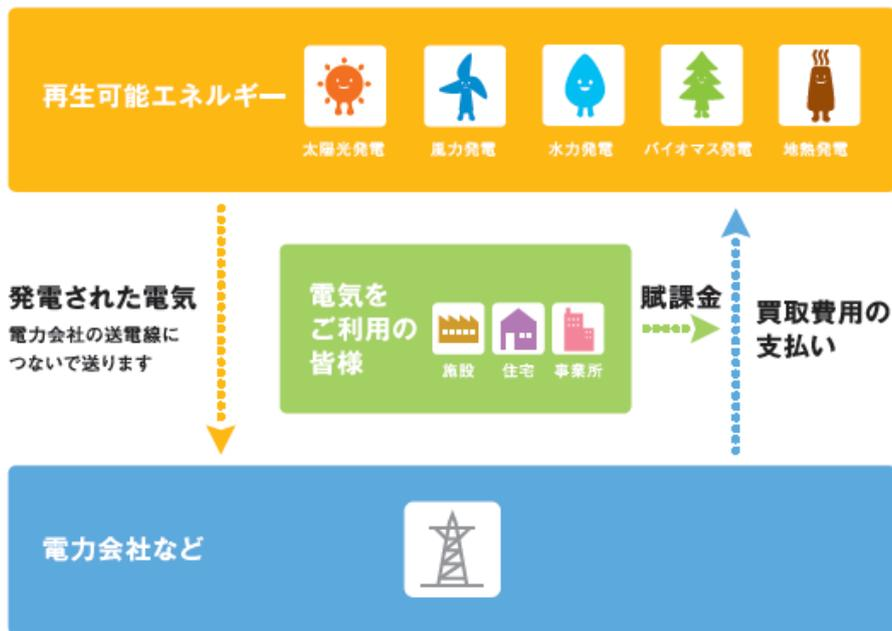 再生可能エネルギー
太陽光発電
風力発電
水力発電
バイオマス発電
地熱発電
発電された電気
電力会社の送電線に
つないで送ります
電気を
ご利用の
皆様
施設
住宅
事業所
賦課金
買取費用の
支払い
電力会社など